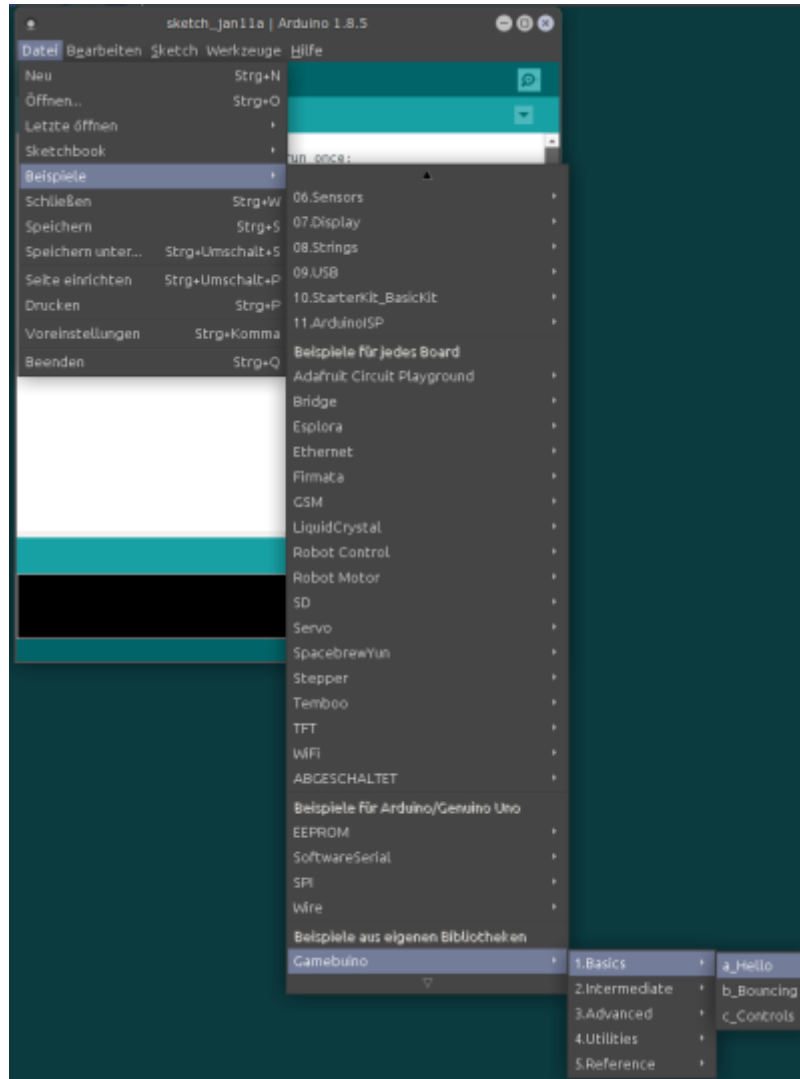 sketch_jan11a | Arduino 1.8.5
Datei Bearbeiten Sketch Werkzeuge Hilfe
Neu Strg+N
Öffnen... Strg+O
Letzte öffnen
Sketchbook
run once:
Beispiele
Schließen Strg+W
Speichern Strg+S
Speichern unter... Strg+Umschalt+S
Seite einrichten Strg+Umschalt+P
Drucken Strg+P
Voreinstellungen Strg+Komma
Beenden Strg+Q
06.Sensors
07.Display
08.Strings
09.USB
10.StarterKit_BasicKit
11.ArduinoISP
Beispiele für jedes Board
Adafruit Circuit Playground
Bridge
Esplora
Ethernet
Firmata
GSM
LiquidCrystal
Robot Control
Robot Motor
SD
Servo
SpacebrewYun
Stepper
Temboo
TFT
WiFi
ABGESCHALTET
Beispiele für Arduino/Genuino Uno
EEPROM
SoftwareSerial
SPI
Wire
Beispiele aus eigenen Bibliotheken
Gamebuino
1.Basics
2.Intermediate
3.Advanced
4.Utilities
5.Reference
a_Hello
b_Bouncing
c_Controls